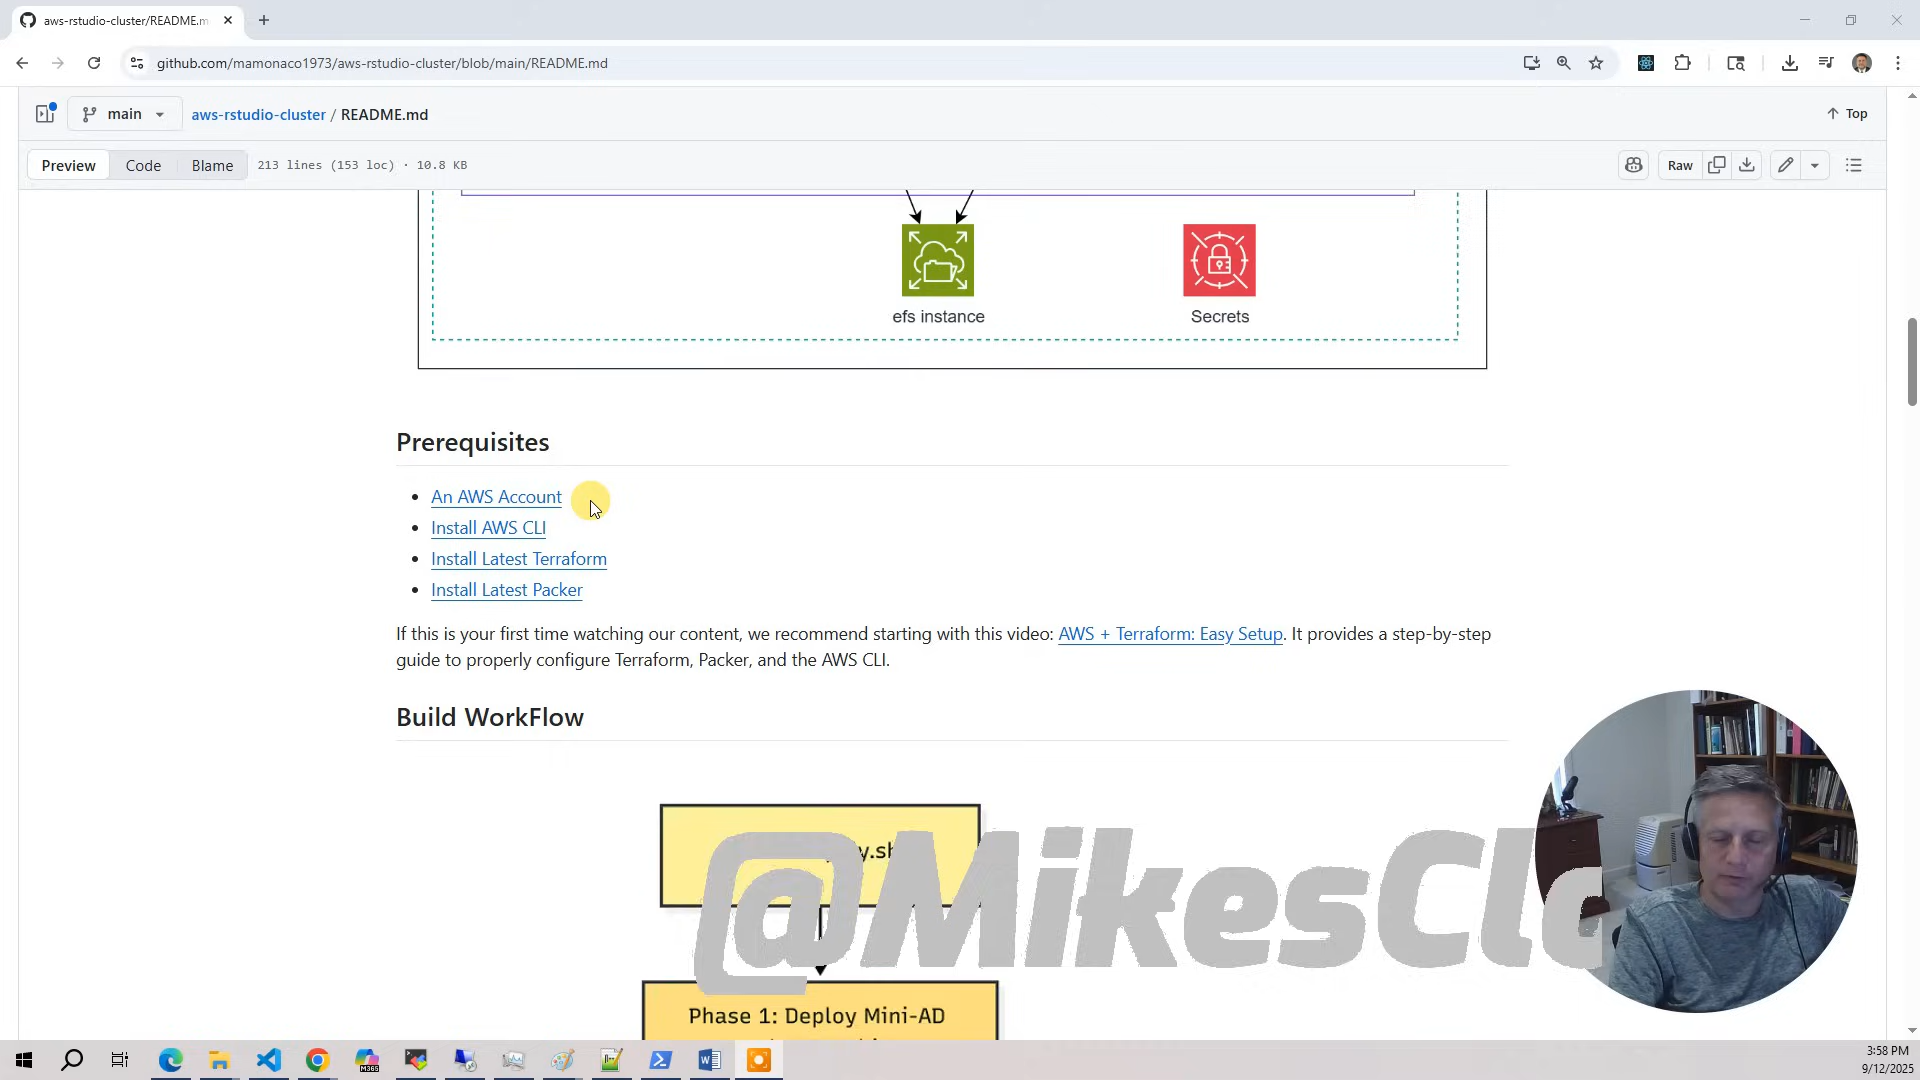 aws-rstudio-cluster/README.m
github.com/mamonaco1973/aws-rstudio-cluster/blob/main/README.md
main
aws-rstudio-cluster / README.md
Top
Preview
Code
Blame
213 lines (153 loc) · 10.8 KB
Raw
efs instance
Secrets
Prerequisites
An AWS Account
Install AWS CLI
Install Latest Terraform
Install Latest Packer
If this is your first time watching our content, we recommend starting with this video: AWS + Terraform: Easy Setup. It provides a step-by-step
guide to properly configure Terraform, Packer, and the AWS CLI.
Build WorkFlow
@MikesClo
Phase 1: Deploy Mini-AD
3:58 PM
9/12/2025